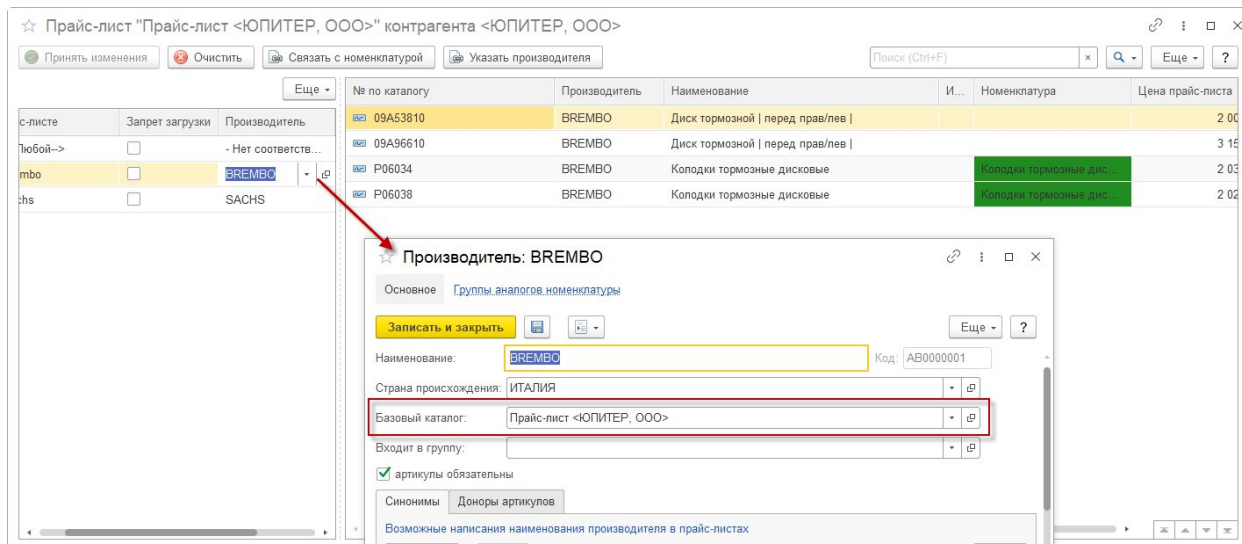 Прайс-лист "Прайс-лист <ЮПИТЕР, ООО>" контрагента <ЮПИТЕР, ООО>
Принять изменения Очистить Связать с номенклатурой Указать производителя Поиск (Ctrl+F) × Еще ?
Еще
с-листе Запрет загрузки Производитель
Любой--> - Нет соответств...
mbo BREMBO
chs SACHS
№ по каталогу Производитель Наименование И... Номенклатура Цена прайс-листа
09A53810 BREMBO Диск тормозной | перед прав/лев | 2 00
09A96610 BREMBO Диск тормозной | перед прав/лев | 3 15
P06034 BREMBO Колодки тормозные дисковые Колодки тормозные дис... 2 03
P06038 BREMBO Колодки тормозные дисковые Колодки тормозные дис... 2 02
Производитель: BREMBO
Основное Группы аналогов номенклатуры
Записать и закрыть Еще ?
Наименование: BREMBO Код: AB0000001
Страна происхождения: ИТАЛИЯ
Базовый каталог: Прайс-лист <ЮПИТЕР, ООО>
Входит в группу:
артикулы обязательны
Синонимы Доноры артикулов
Возможные написания наименования производителя в прайс-листах